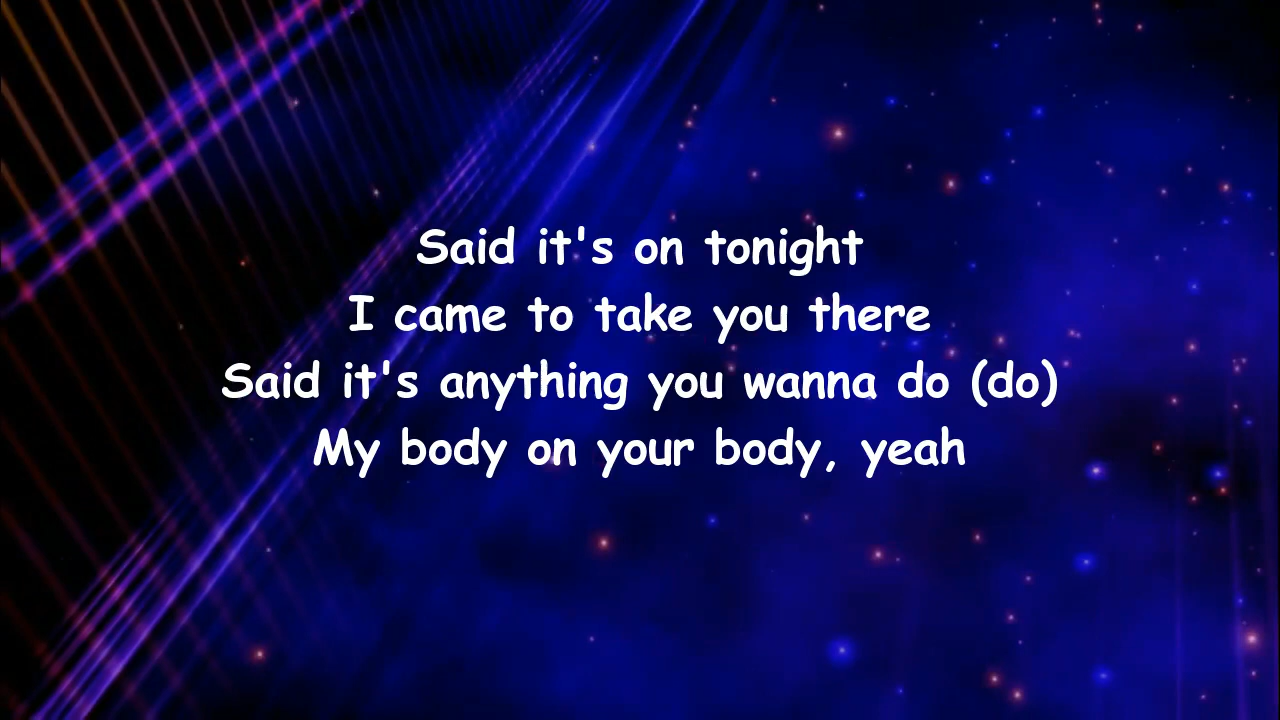 Said it's on tonight
I came to take you there
Said it's anything you wanna do (do)
My body on your body, yeah